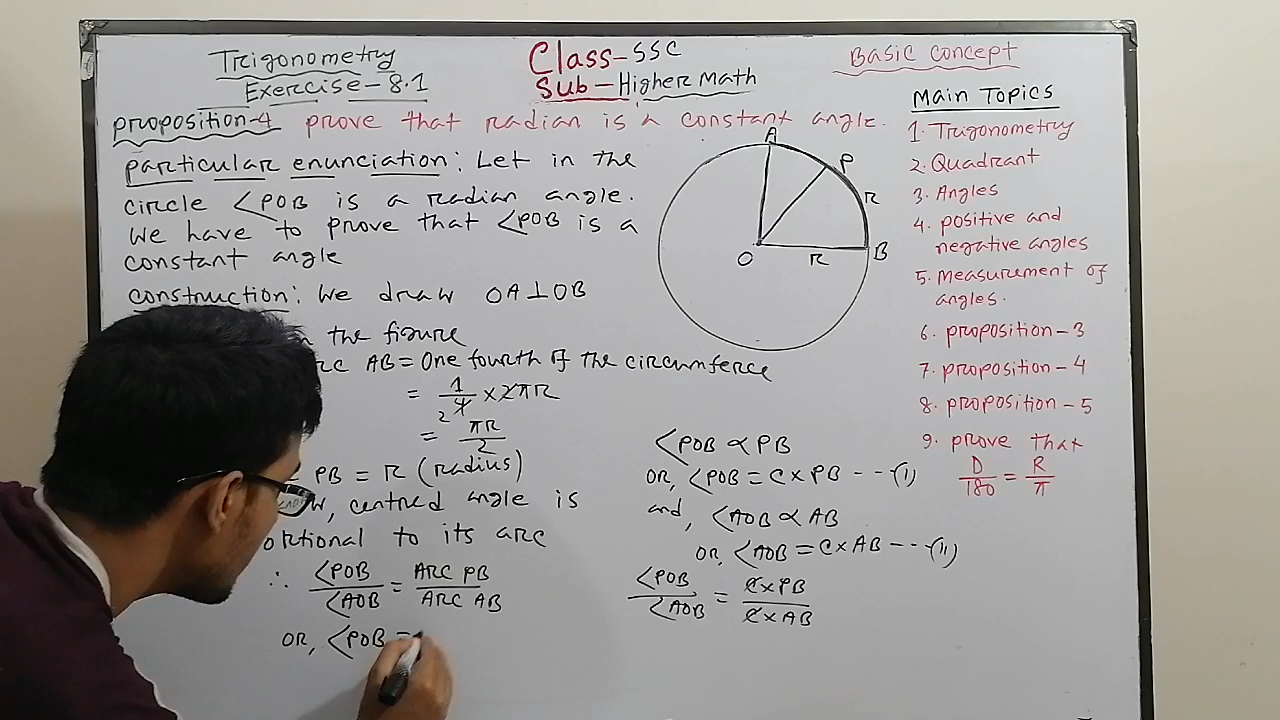 Trigonometry
Exercise-8.1
Class-SSC
Sub-Higher Math
Basic Concept
proposition-4 prove that radian is a constant angle.
particular enunciation: Let in the
circle ∠POB is a radian angle.
We have to prove that ∠POB is a
constant angle
construction: We draw OA⊥OB
the figure
AB = One fourth of the circumference
= 1/4 × 2πR
2
= πR/2
PB = R (radius)
centred angle is
to its arc
∴ ∠POB/∠AOB = ARC PB/ARC AB
OR, ∠POB =
A
P
R
B
R
O
∠POB ∝ PB
OR, ∠POB = C×PB ---(i)
and, ∠AOB ∝ AB
OR, ∠AOB = C×AB ---(ii)
∠POB/∠AOB = C×PB/C×AB
Main Topics
1. Trigonometry
2. Quadrant
3. Angles
4. positive and
negative angles
5. Measurement of
angles.
6. proposition-3
7. proposition-4
8. proposition-5
9. prove that
D/180 = R/π